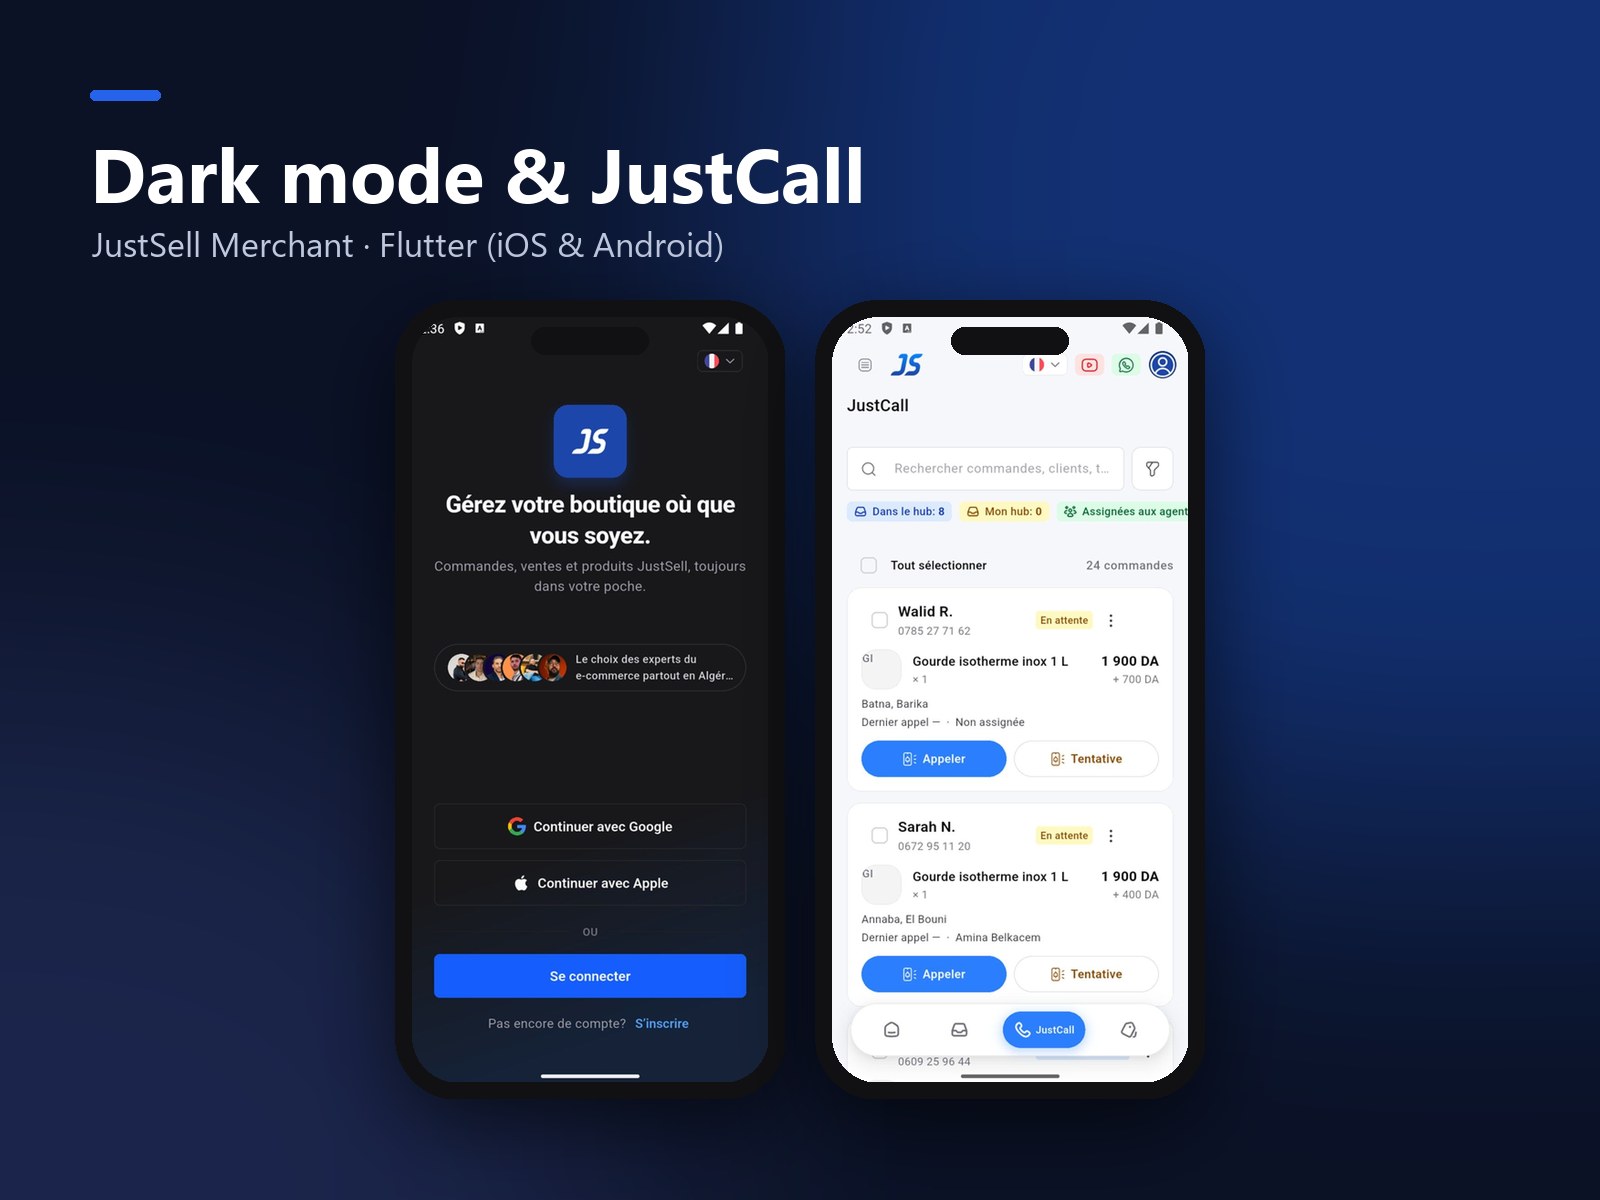 Dark mode & JustCall
JustSell Merchant · Flutter (iOS & Android)
:36
JS
Gérez votre boutique où que
vous soyez.
Commandes, ventes et produits JustSell, toujours
dans votre poche.
Le choix des experts du
e-commerce partout en Algér...
Continuer avec Google
Continuer avec Apple
OU
Se connecter
Pas encore de compte? S'inscrire
2:52
JS
JustCall
Rechercher commandes, clients, t...
Dans le hub: 8
Mon hub: 0
Assignées aux agent
Tout sélectionner
24 commandes
Walid R.
En attente
0785 27 71 62
GI
Gourde isotherme inox 1 L
1 900 DA
× 1
+ 700 DA
Batna, Barika
Dernier appel — · Non assignée
Appeler
Tentative
Sarah N.
En attente
0672 95 11 20
GI
Gourde isotherme inox 1 L
1 900 DA
× 1
+ 400 DA
Annaba, El Bouni
Dernier appel — · Amina Belkacem
Appeler
Tentative
JustCall
0609 25 96 44